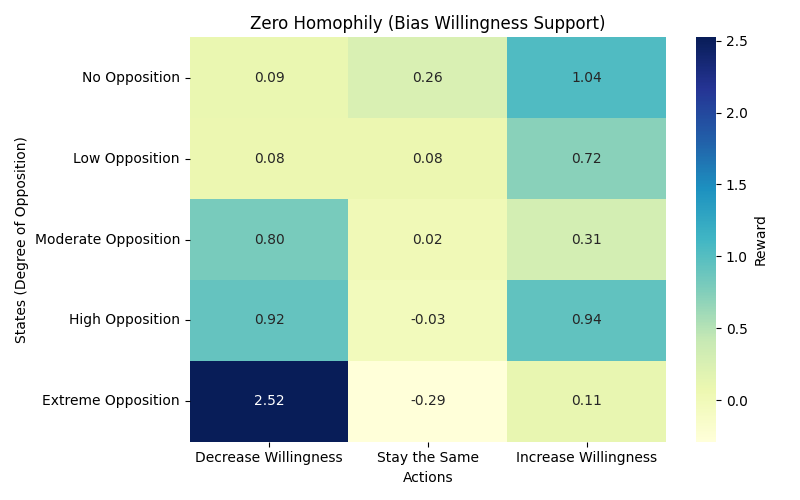 Zero Homophily (Bias Willingness Support)
States (Degree of Opposition)
No Opposition 0.09 0.26 1.04
Low Opposition 0.08 0.08 0.72
Moderate Opposition 0.80 0.02 0.31
High Opposition 0.92 -0.03 0.94
Extreme Opposition 2.52 -0.29 0.11
Decrease Willingness Stay the Same Increase Willingness
Actions
2.5
2.0
1.5
1.0
0.5
0.0
Reward